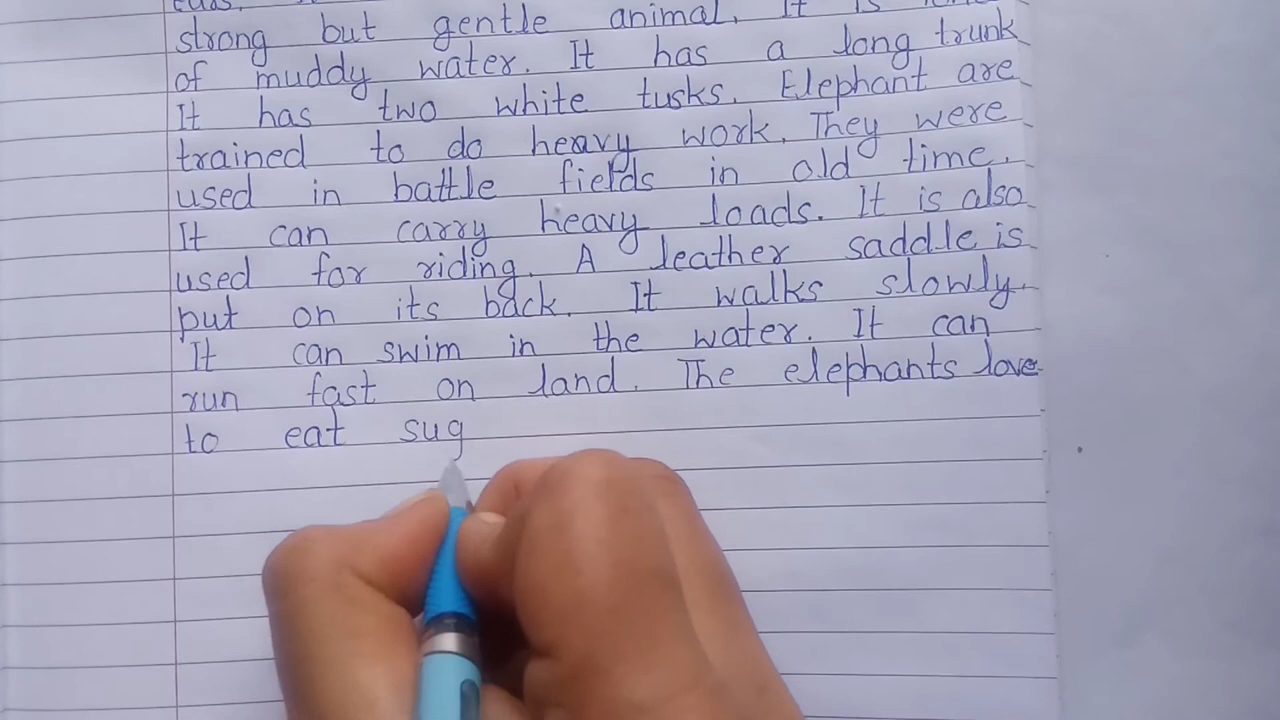 strong but gentle animal. It is
of muddy water. It has a long trunk
It has two white tusks. Elephant are
trained to do heavy work. They were
used in battle fields in old time.
It can carry heavy loads. It is also
used for riding. A leather saddle is
put on its back. It walks slowly.
It can swim in the water. It can
run fast on land. The elephants love
to eat sug